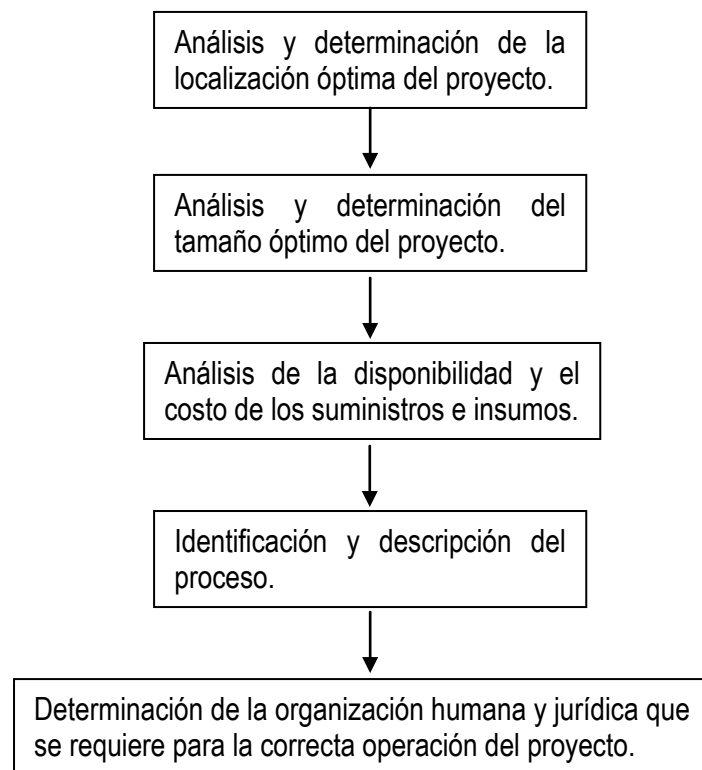 Análisis y determinación de la
localización óptima del proyecto.
Análisis y determinación del
tamaño óptimo del proyecto.
Análisis de la disponibilidad y el
costo de los suministros e insumos.
Identificación y descripción del
proceso.
Determinación de la organización humana y jurídica que
se requiere para la correcta operación del proyecto.